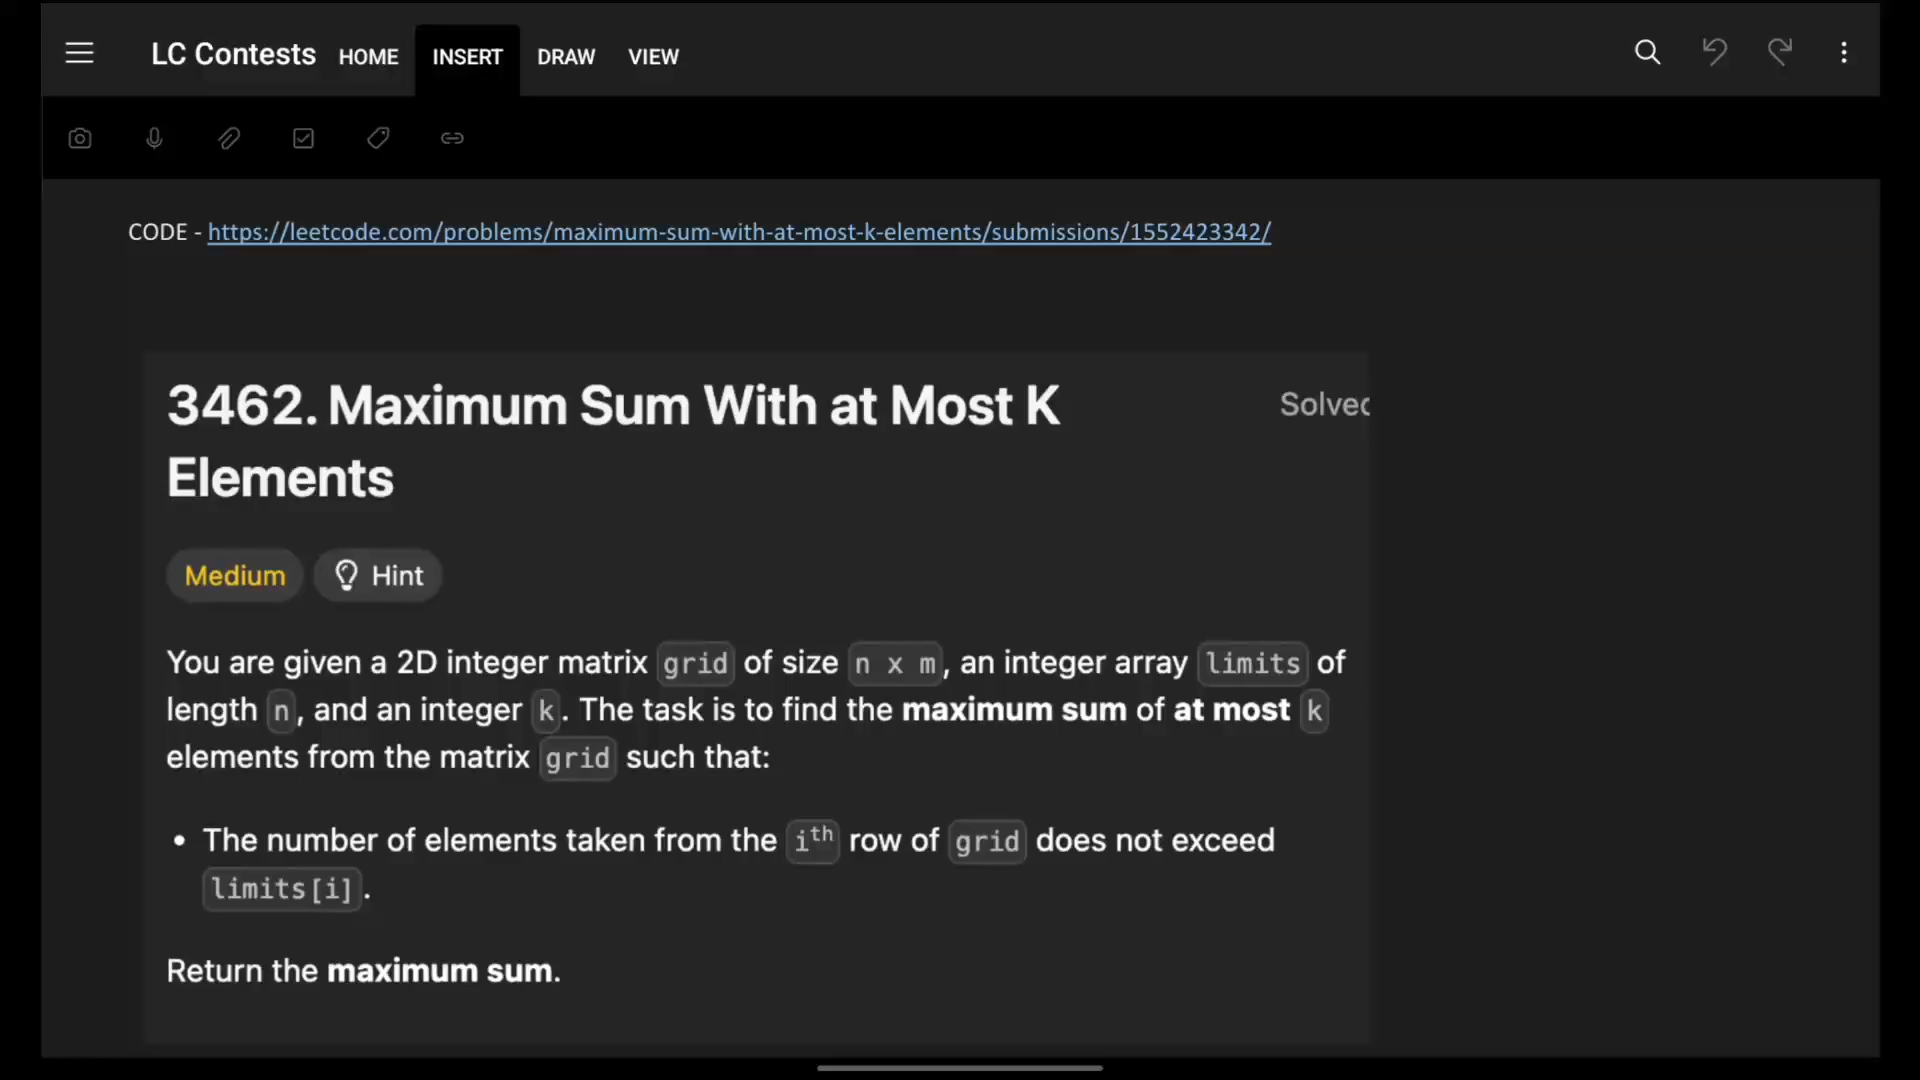 LC Contests HOME INSERT DRAW VIEW
CODE - https://leetcode.com/problems/maximum-sum-with-at-most-k-elements/submissions/1552423342/
3462. Maximum Sum With at Most K
Elements
Solved
Medium Hint
You are given a 2D integer matrix grid of size n x m, an integer array limits of
length n, and an integer k. The task is to find the maximum sum of at most k
elements from the matrix grid such that:
• The number of elements taken from the ith row of grid does not exceed
limits[i].
Return the maximum sum.